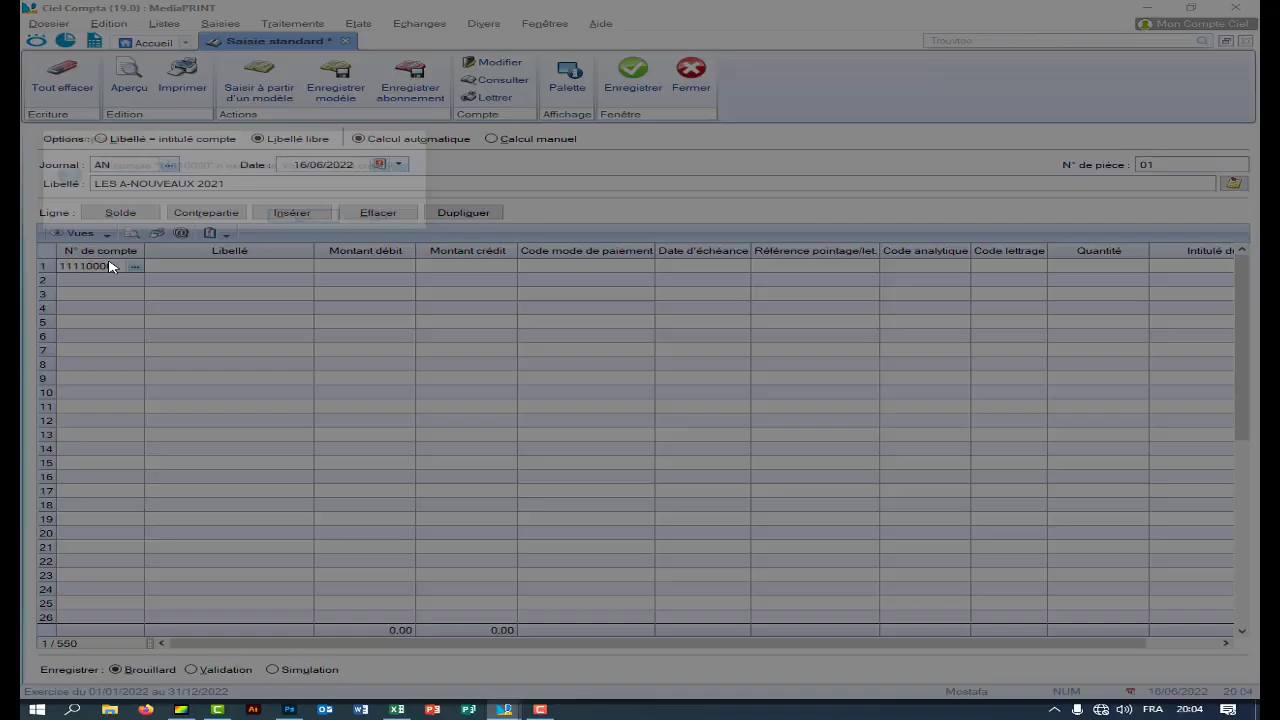 Ciel Compta (19.0) : MediaPRINT
Dossier Edition Listes Saisies Traitements Etats Echanges Divers Fenêtres Aide
Mon Compte Ciel
Accueil Saisie standard *
Trouvtoo
Tout effacer Aperçu Imprimer Saisir à partir d'un modèle Enregistrer modèle Enregistrer abonnement Modifier Consulter Lettrer Palette Enregistrer Fermer
Ecriture Edition Actions Compte Affichage Fenêtre
Options : Libellé = intitulé compte Libellé libre Calcul automatique Calcul manuel
Journal : AN Date : 16/06/2022 N° de pièce : 01
Libellé : LES A-NOUVEAUX 2021
Ligne : Solde Contrepartie Insérer Effacer Dupliquer
Vues
N° de compte Libellé Montant débit Montant crédit Code mode de paiement Date d'échéance Référence pointage/let. Code analytique Code lettrage Quantité Intitulé du
1 1111000
2
3
4
5
6
7
8
9
10
11
12
13
14
15
16
17
18
19
20
21
22
23
24
25
26
0.00 0.00
1 / 550
Enregistrer : Brouillard Validation Simulation
Exercice du 01/01/2022 au 31/12/2022 Mostafa NUM 16/06/2022 20:04
FRA 20:04